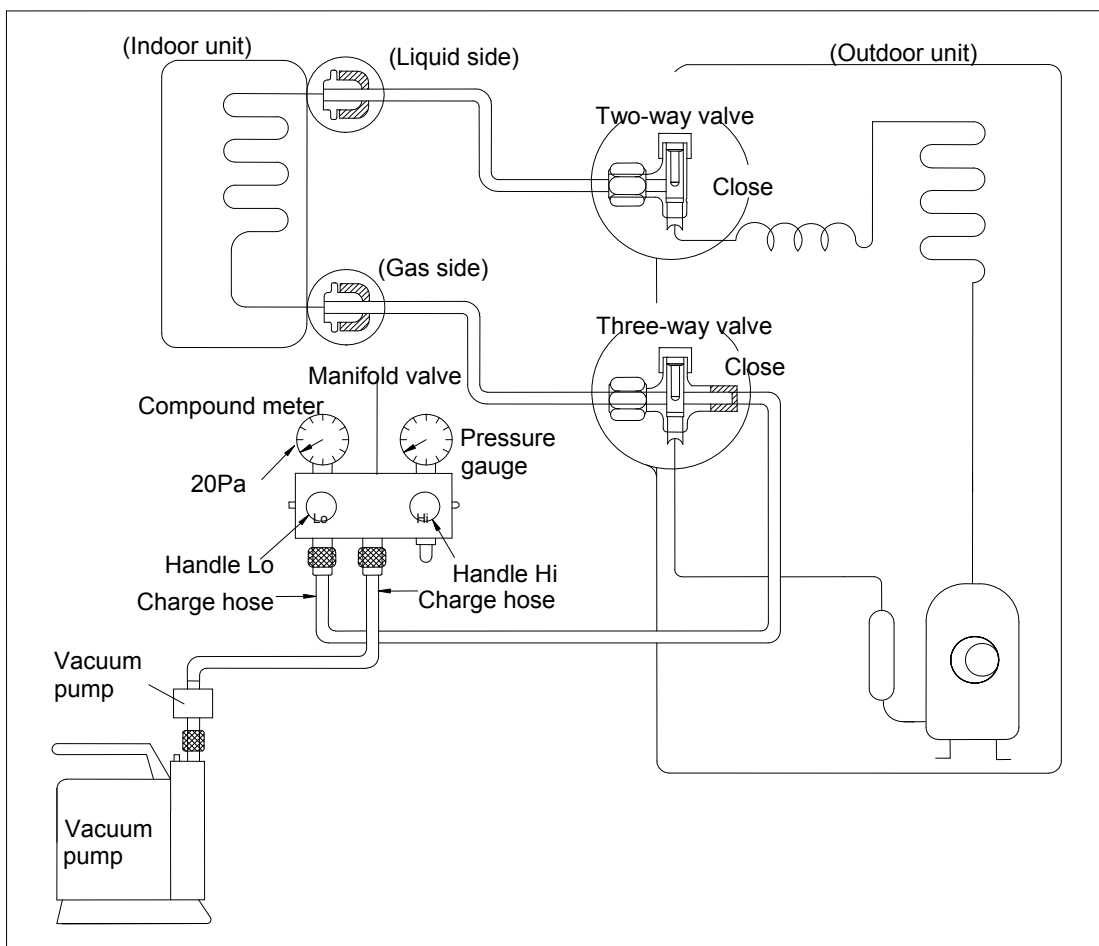 (Indoor unit)
(Liquid side)
(Outdoor unit)
Two-way valve
Close
(Gas side)
Three-way valve
Close
Manifold valve
Compound meter
Pressure
gauge
20Pa
Lo
Hi
Handle Lo
Handle Hi
Charge hose
Charge hose
Vacuum
pump
Vacuum
pump